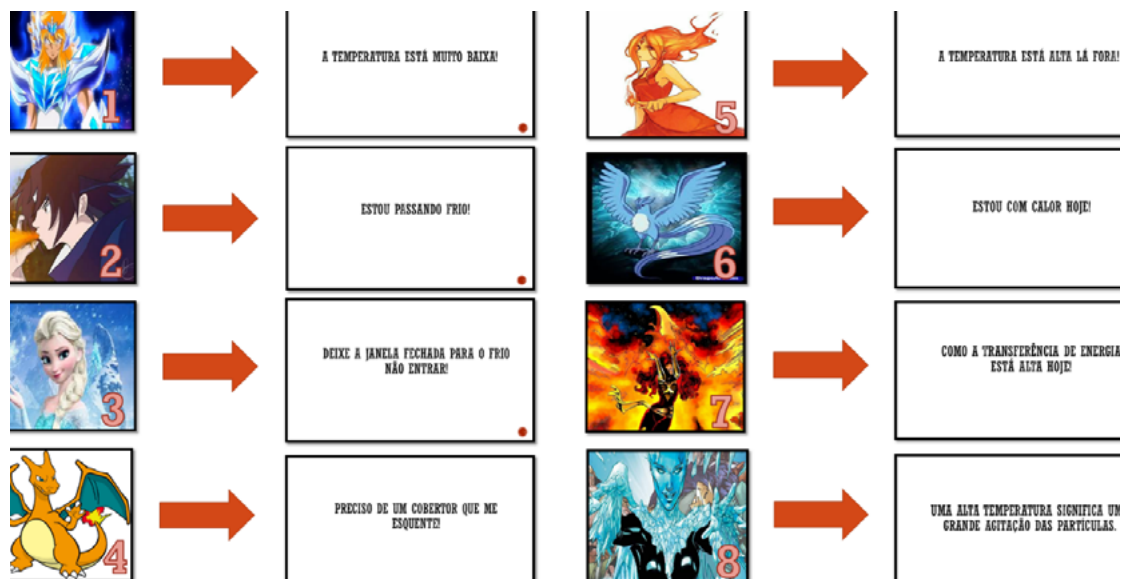 1
A TEMPERATURA ESTÁ MUITO BAIXA!
2
ESTOU PASSANDO FRIO!
3
DEIXE A JANELA FECHADA PARA O FRIO
NÃO ENTRAR!
4
PRECISO DE UM COBERTOR QUE ME
ESQUENTE!
5
A TEMPERATURA ESTÁ ALTA LÁ FORA!
6
ESTOU COM CALOR HOJE!
7
COMO A TRANSFERÊNCIA DE ENERGIA
ESTÁ ALTA HOJE!
8
UMA ALTA TEMPERATURA SIGNIFICA UM
GRANDE AGITAÇÃO DAS PARTÍCULAS.